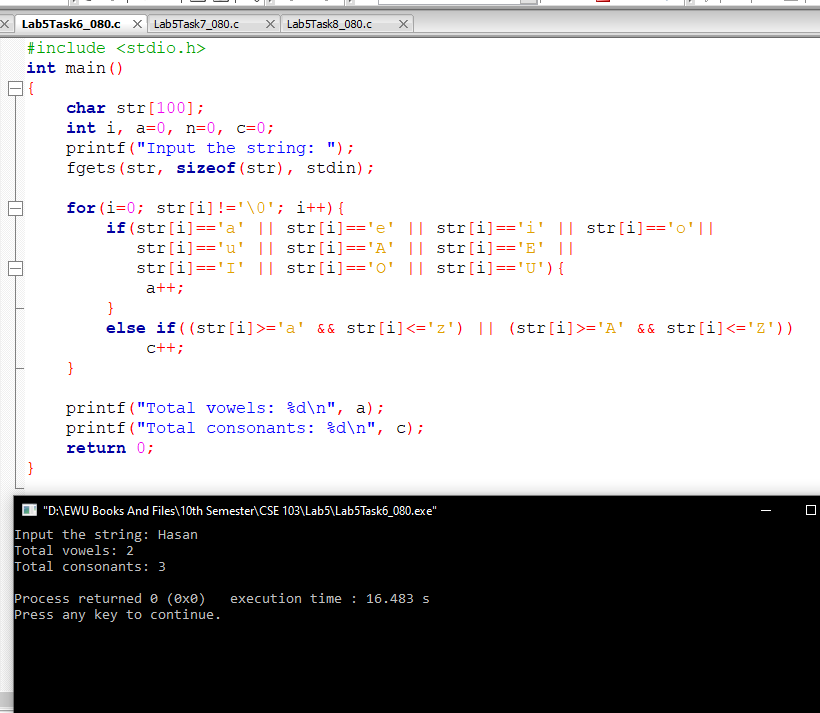 Lab5Task6_080.c Lab5Task7_080.c Lab5Task8_080.c
#include <stdio.h>
int main()
{
    char str[100];
    int i, a=0, n=0, c=0;
    printf("Input the string: ");
    fgets(str, sizeof(str), stdin);

    for(i=0; str[i]!='\0'; i++){
        if(str[i]=='a' || str[i]=='e' || str[i]=='i' || str[i]=='o'||
           str[i]=='u' || str[i]=='A' || str[i]=='E' ||
           str[i]=='I' || str[i]=='O' || str[i]=='U'){
            a++;
        }
        else if((str[i]>='a' && str[i]<='z') || (str[i]>='A' && str[i]<='Z'))
            c++;
    }

    printf("Total vowels: %d\n", a);
    printf("Total consonants: %d\n", c);
    return 0;
}
"D:\EWU Books And Files\10th Semester\CSE 103\Lab5\Lab5Task6_080.exe"
Input the string: Hasan
Total vowels: 2
Total consonants: 3

Process returned 0 (0x0)   execution time : 16.483 s
Press any key to continue.